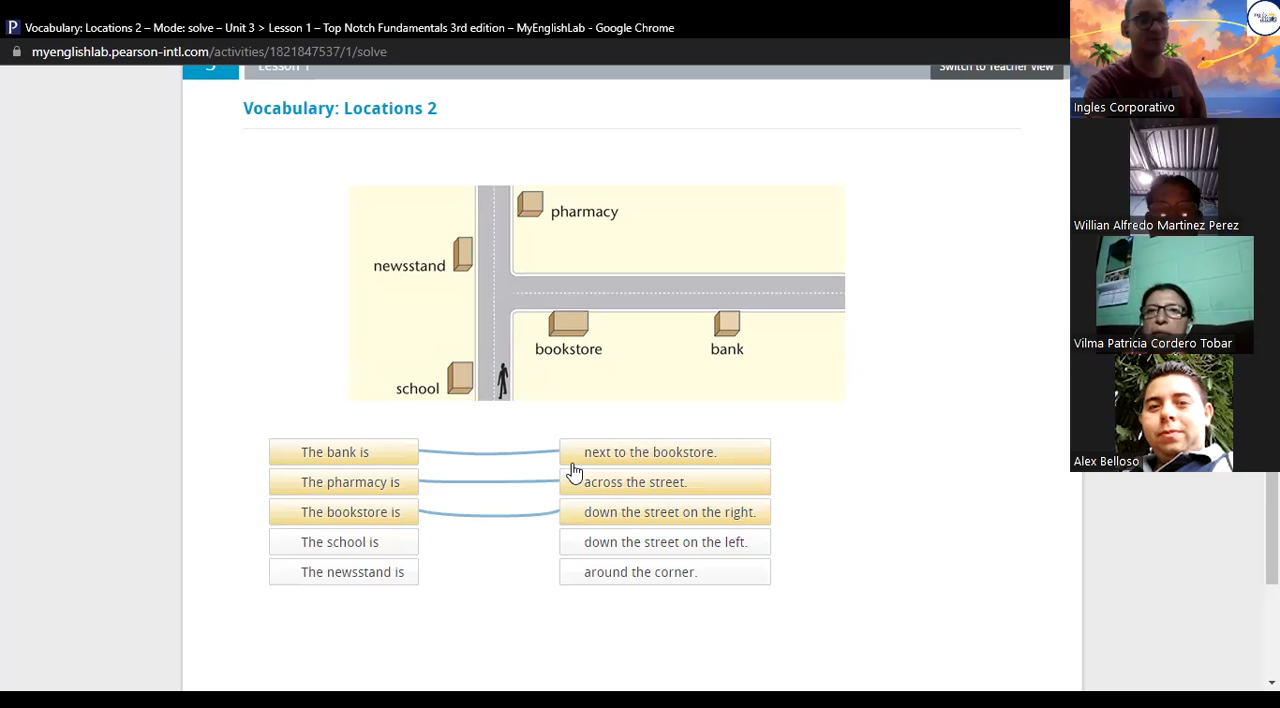 Vocabulary: Locations 2 – Mode: solve – Unit 3 > Lesson 1 – Top Notch Fundamentals 3rd edition – MyEnglishLab - Google Chrome
myenglishlab.pearson-intl.com/activities/1821847537/1/solve
Lesson 1
Switch to Teacher view
Vocabulary: Locations 2
pharmacy
newsstand
bookstore
bank
school
The bank is
next to the bookstore.
The pharmacy is
across the street.
The bookstore is
down the street on the right.
The school is
down the street on the left.
The newsstand is
around the corner.
Ingles Corporativo
Willian Alfredo Martinez Perez
Vilma Patricia Cordero Tobar
Alex Belloso